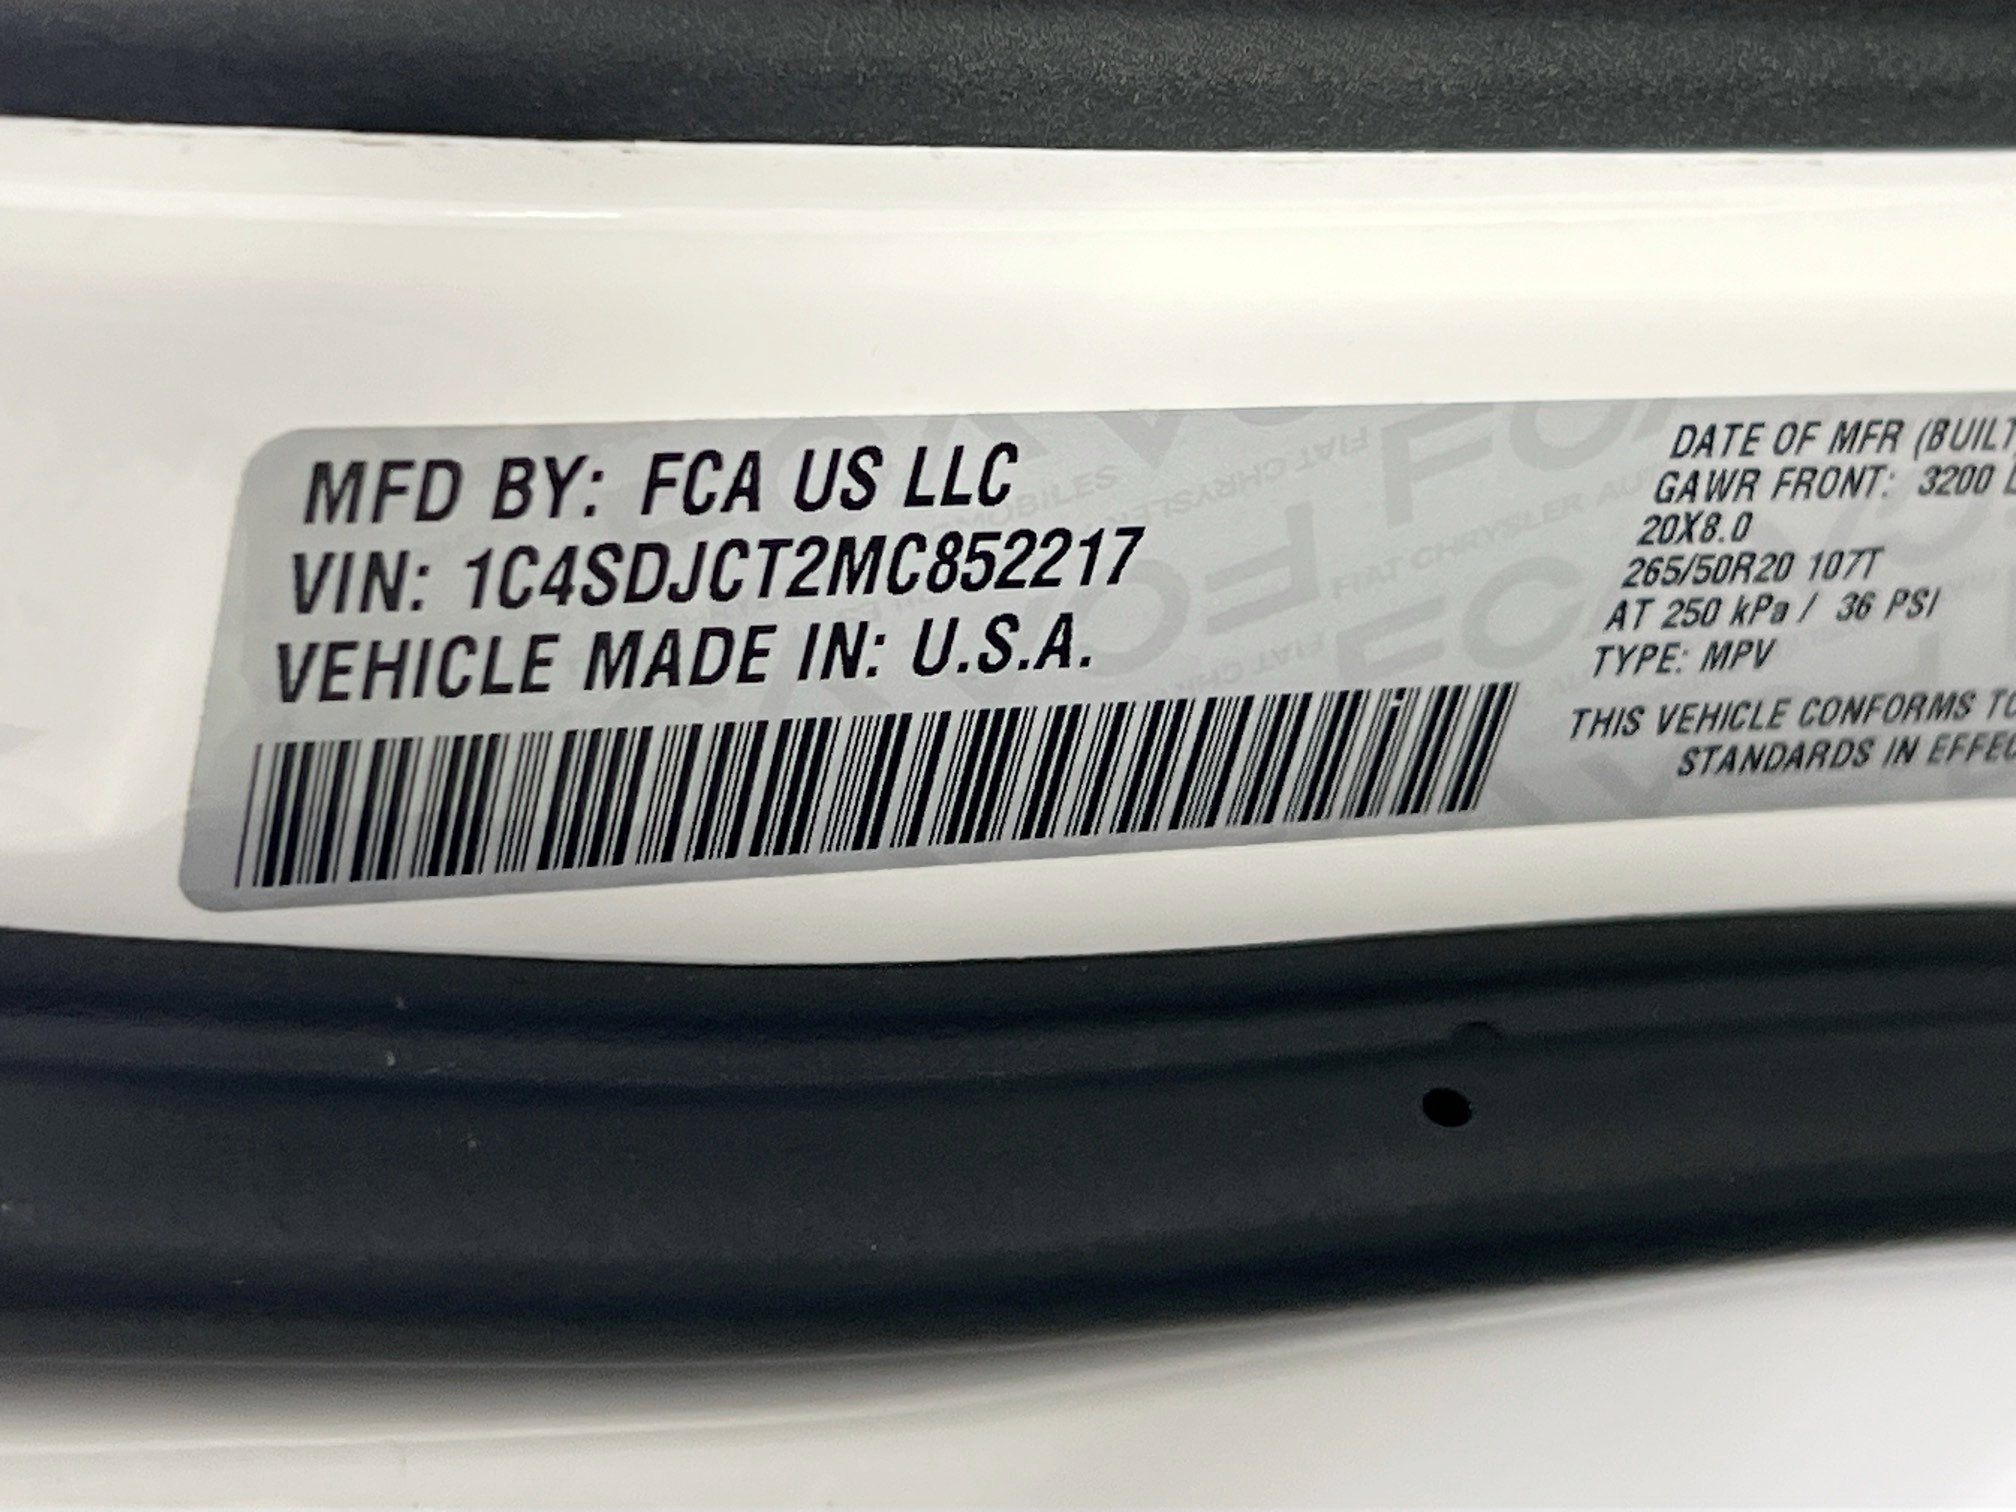 MFD BY: FCA US LLC
VIN: 1C4SDJCT2MC852217
VEHICLE MADE IN: U.S.A.
DATE OF MFR (BUILT
GAWR FRONT: 3200
20X8.0
265/50R20 107T
AT 250 kPa / 36 PSI
TYPE: MPV
THIS VEHICLE CONFORMS TO
STANDARDS IN EFFEC